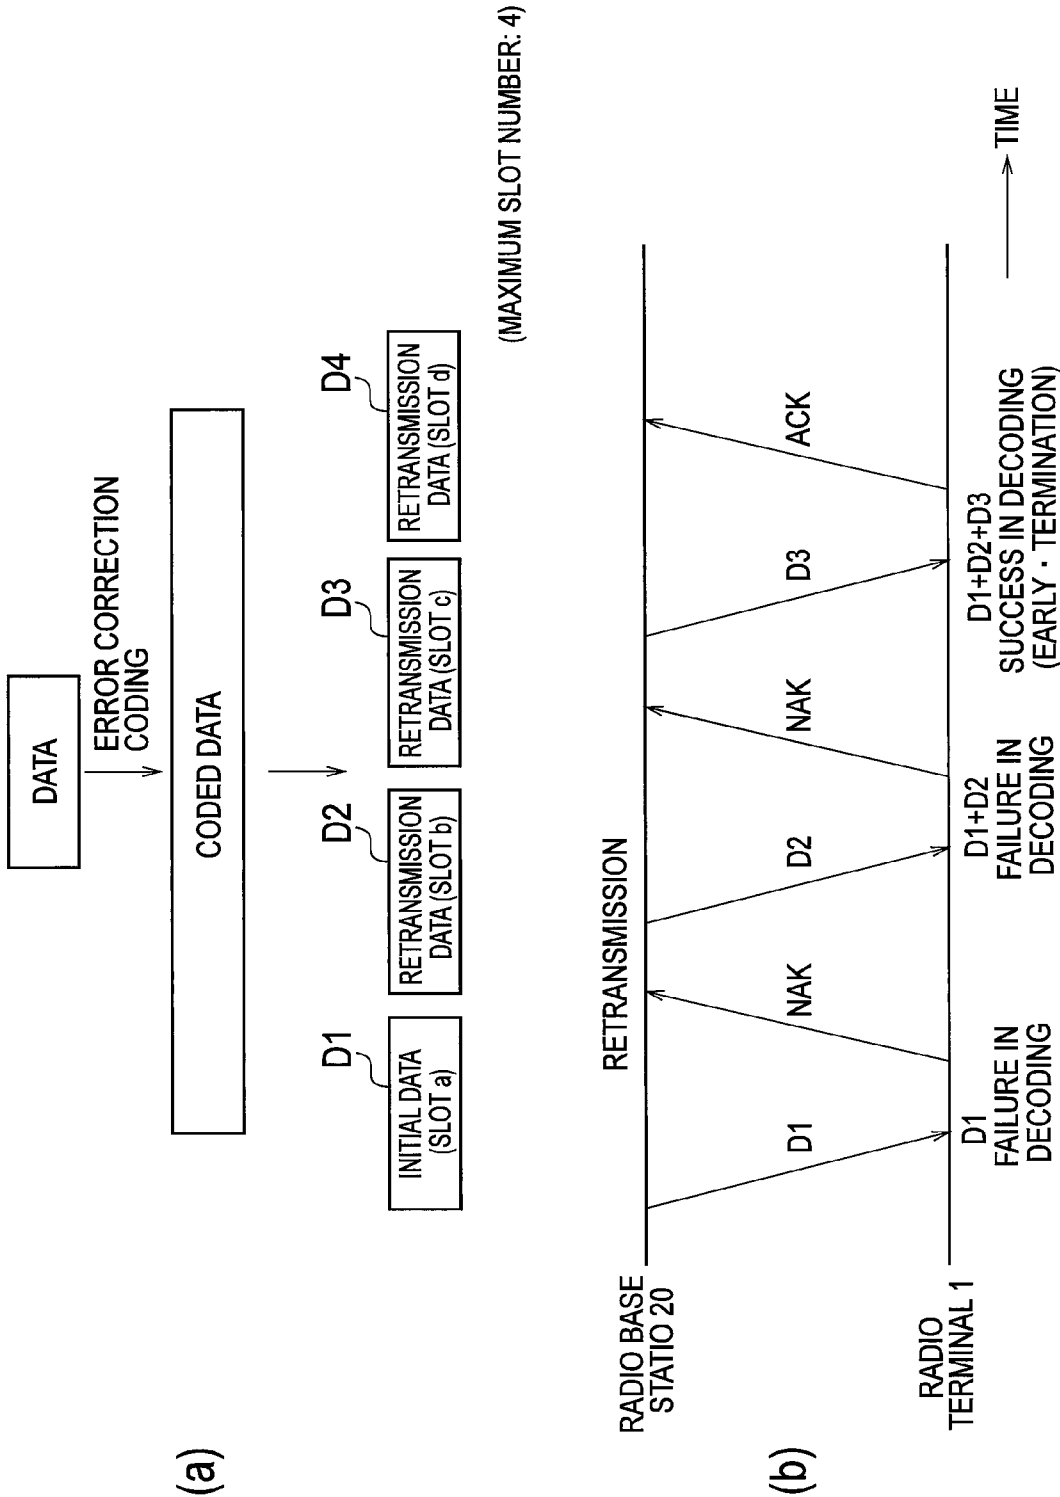 (a)
DATA
ERROR CORRECTION
CODING
CODED DATA
D1
D2
D3
D4
INITIAL DATA
(SLOT a)
RETRANSMISSION
DATA (SLOT b)
RETRANSMISSION
DATA (SLOT c)
RETRANSMISSION
DATA (SLOT d)
(MAXIMUM SLOT NUMBER: 4)
(b)
RADIO BASE
STATIO 20
RETRANSMISSION
D1
NAK
D2
NAK
D3
ACK
RADIO
TERMINAL 1
D1
FAILURE IN
DECODING
D1+D2
FAILURE IN
DECODING
D1+D2+D3
SUCCESS IN DECODING
(EARLY・TERMINATION)
TIME